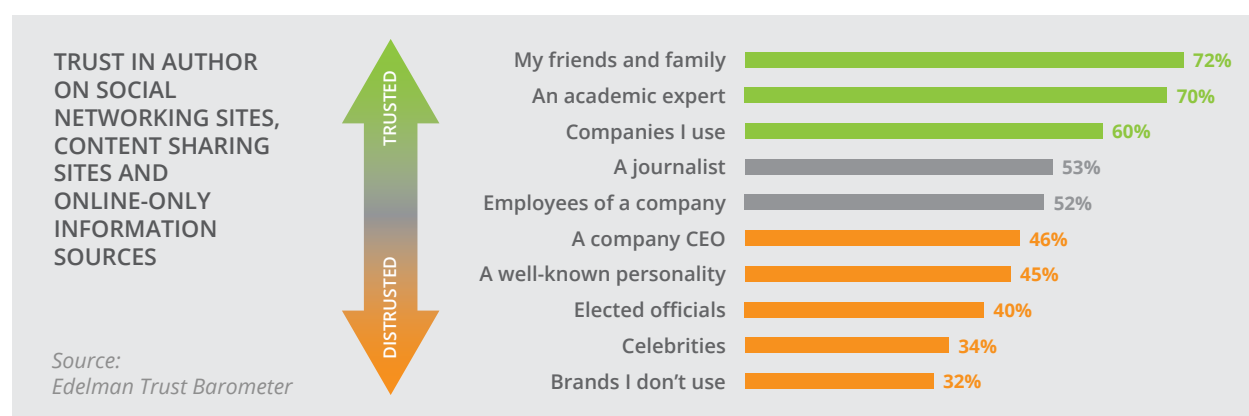 TRUST IN AUTHOR
ON SOCIAL
NETWORKING SITES,
CONTENT SHARING
SITES AND
ONLINE-ONLY
INFORMATION
SOURCES
Source:
Edelman Trust Barometer
TRUSTED
DISTRUSTED
My friends and family 72%
An academic expert 70%
Companies I use 60%
A journalist 53%
Employees of a company 52%
A company CEO 46%
A well-known personality 45%
Elected officials 40%
Celebrities 34%
Brands I don’t use 32%